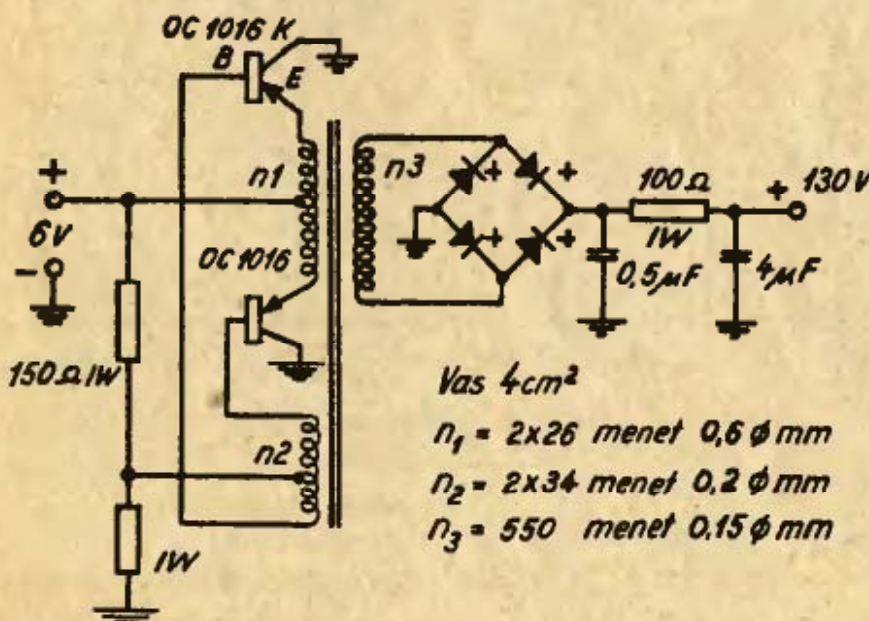 OC 1016 K
B
E
n1
n3
+
6V
-
OC 1016
150Ω 1W
n2
1W
+
+
+
+
100Ω
1W
+
130V
0,5μF
4μF
Vas 4cm²
n₁ = 2x26 menet 0,6 ϕ mm
n₂ = 2x34 menet 0,2 ϕ mm
n₃ = 550 menet 0,15 ϕ mm